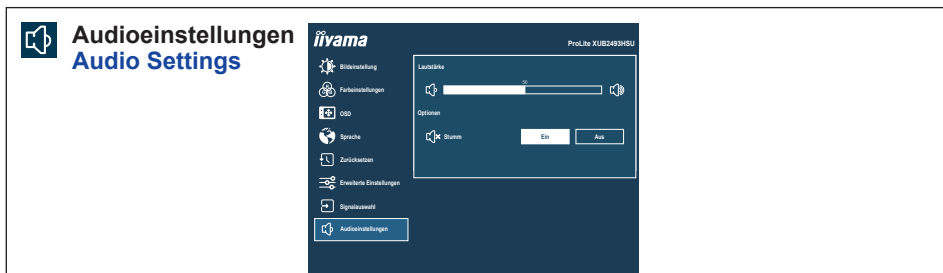 Audioeinstellungen
Audio Settings
iiyama
ProLite XUB2493HSU
Bildeinstellung
Farbeinstellungen
OSD
Sprache
Zurücksetzen
Erweiterte Einstellungen
Signalauswahl
Audioeinstellungen
Lautstärke
50
Optionen
Stumm Ein Aus